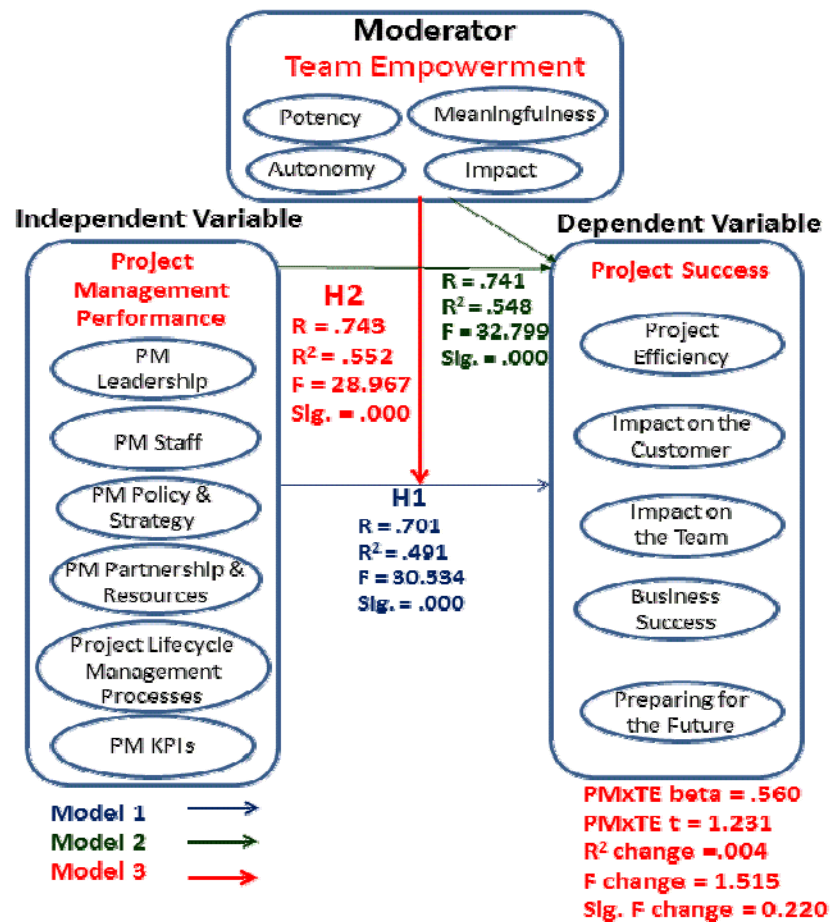 Moderator
Team Empowerment
Potency
Meaningfulness
Autonomy
Impact
Independent Variable
Project
Management
Performance
PM
Leadership
PM Staff
PM Policy &
Strategy
PM Partnership &
Resources
Project Lifecycle
Management
Processes
PM KPIs
H2
R = .743
R² = .552
F = 28.967
Sig. = .000
R = .741
R² = .548
F = 32.799
Sig. = .000
H1
R = .701
R² = .491
F = 30.534
Sig. = .000
Dependent Variable
Project Success
Project
Efficiency
Impact on the
Customer
Impact on
the Team
Business
Success
Preparing for
the Future
Model 1
Model 2
Model 3
PMxTE beta = .560
PMxTE t = 1.231
R² change =.004
F change = 1.515
Sig. F change = 0.220